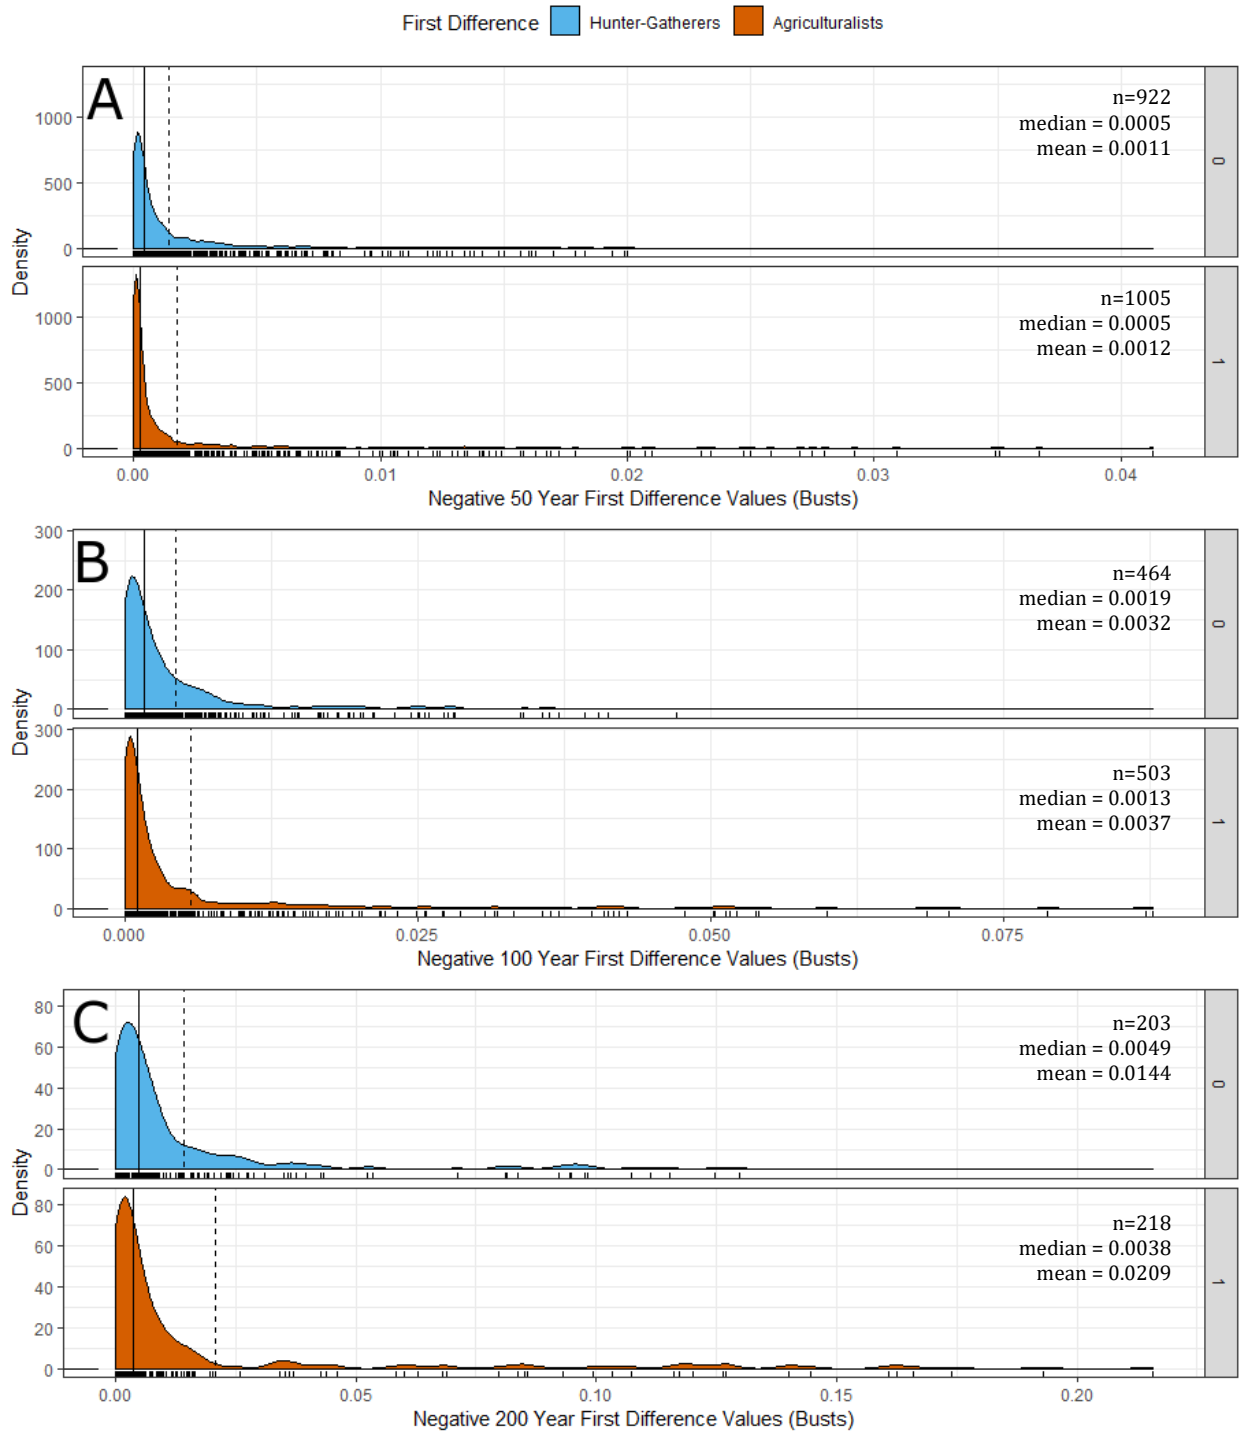 First Difference Hunter-Gatherers Agriculturalists
A
n=922
median = 0.0005
mean = 0.0011
0
1000
500
0
Density
n=1005
median = 0.0005
mean = 0.0012
1
1000
500
0
0.00 0.01 0.02 0.03 0.04
Negative 50 Year First Difference Values (Busts)
B
n=464
median = 0.0019
mean = 0.0032
0
300
200
100
0
Density
n=503
median = 0.0013
mean = 0.0037
1
300
200
100
0
0.000 0.025 0.050 0.075
Negative 100 Year First Difference Values (Busts)
C
n=203
median = 0.0049
mean = 0.0144
0
80
60
40
20
0
Density
n=218
median = 0.0038
mean = 0.0209
1
80
60
40
20
0
0.00 0.05 0.10 0.15 0.20
Negative 200 Year First Difference Values (Busts)